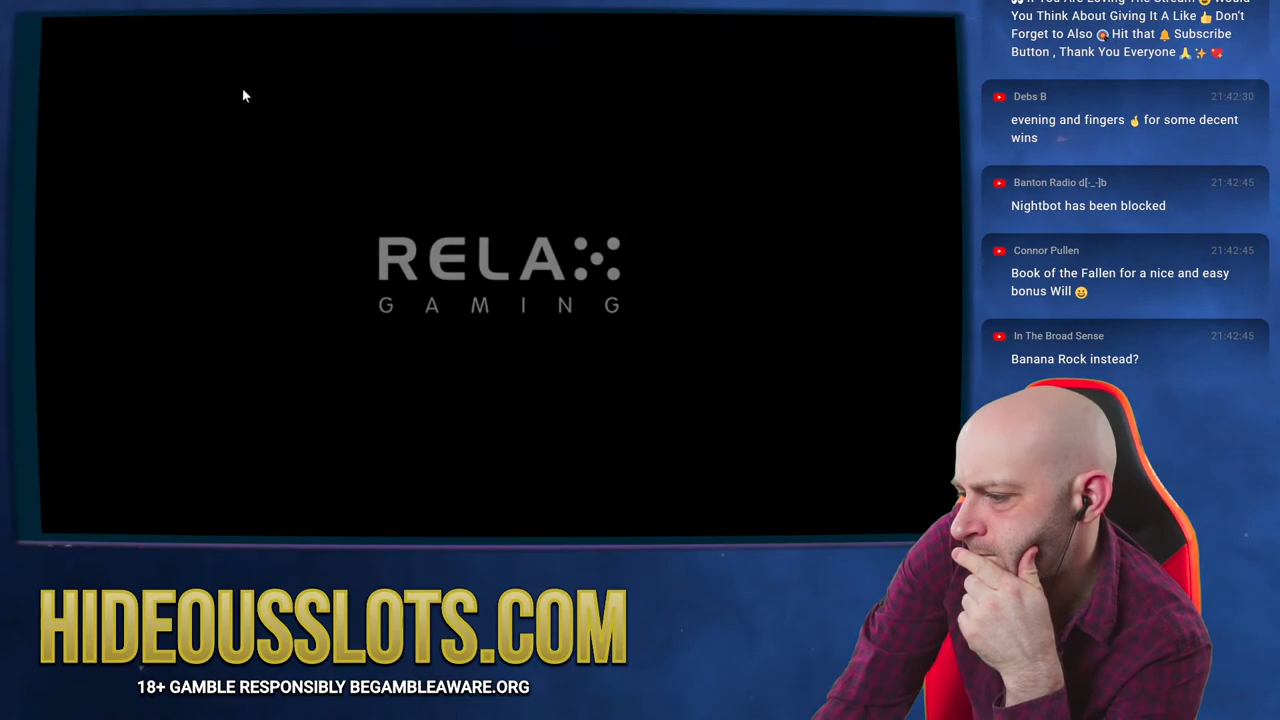 You Think About Giving It A Like 👍 Don't
Forget to Also 🎯 Hit that 🔔 Subscribe
Button , Thank You Everyone 🙏✨💖
Debs B 21:42:30
evening and fingers 🤞 for some decent
wins
Banton Radio d[-_-]b 21:42:45
Nightbot has been blocked
Connor Pullen 21:42:45
Book of the Fallen for a nice and easy
bonus Will 😀
In The Broad Sense 21:42:45
Banana Rock instead?
RELAX
GAMING
HIDEOUSSLOTS.COM
18+ GAMBLE RESPONSIBLY BEGAMBLEAWARE.ORG